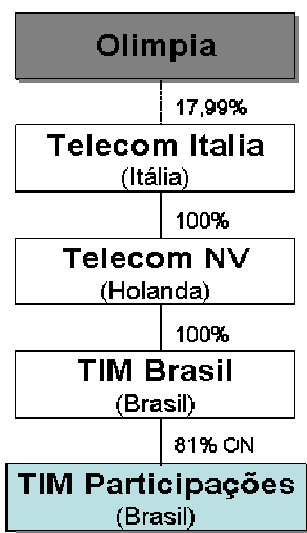 Olimpia
17,99%
Telecom Italia
(Itália)
100%
Telecom NV
(Holanda)
100%
TIM Brasil
(Brasil)
81% ON
TIM Participações
(Brasil)